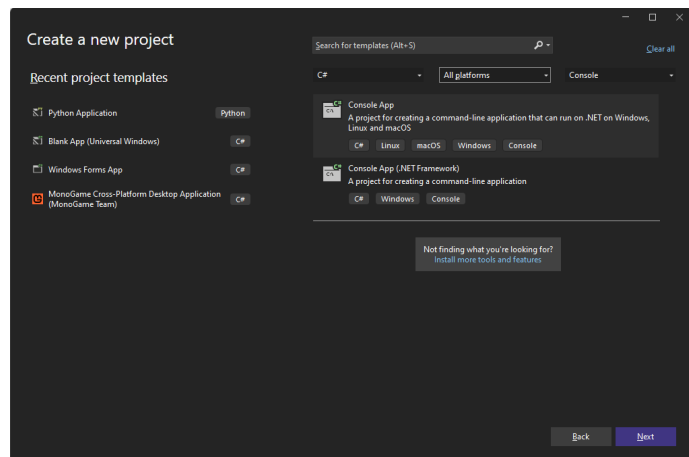 Create a new project
Search for templates (Alt+S)
Clear all
Recent project templates
C#
All platforms
Console
Python Application
Python
Blank App (Universal Windows)
C#
Windows Forms App
C#
MonoGame Cross-Platform Desktop Application
(MonoGame Team)
C#
Console App
A project for creating a command-line application that can run on .NET on Windows,
Linux and macOS
C# Linux macOS Windows Console
Console App (.NET Framework)
A project for creating a command-line application
C# Windows Console
Not finding what you're looking for?
Install more tools and features
Back
Next